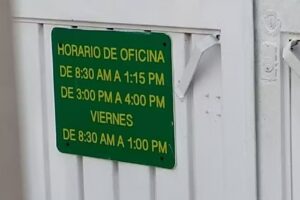 HORARIO DE OFICINA
DE 8:30 AM A 1:15 PM
DE 3:00 PM A 4:00 PM
VIERNES
DE 8:30 AM A 1:00 PM